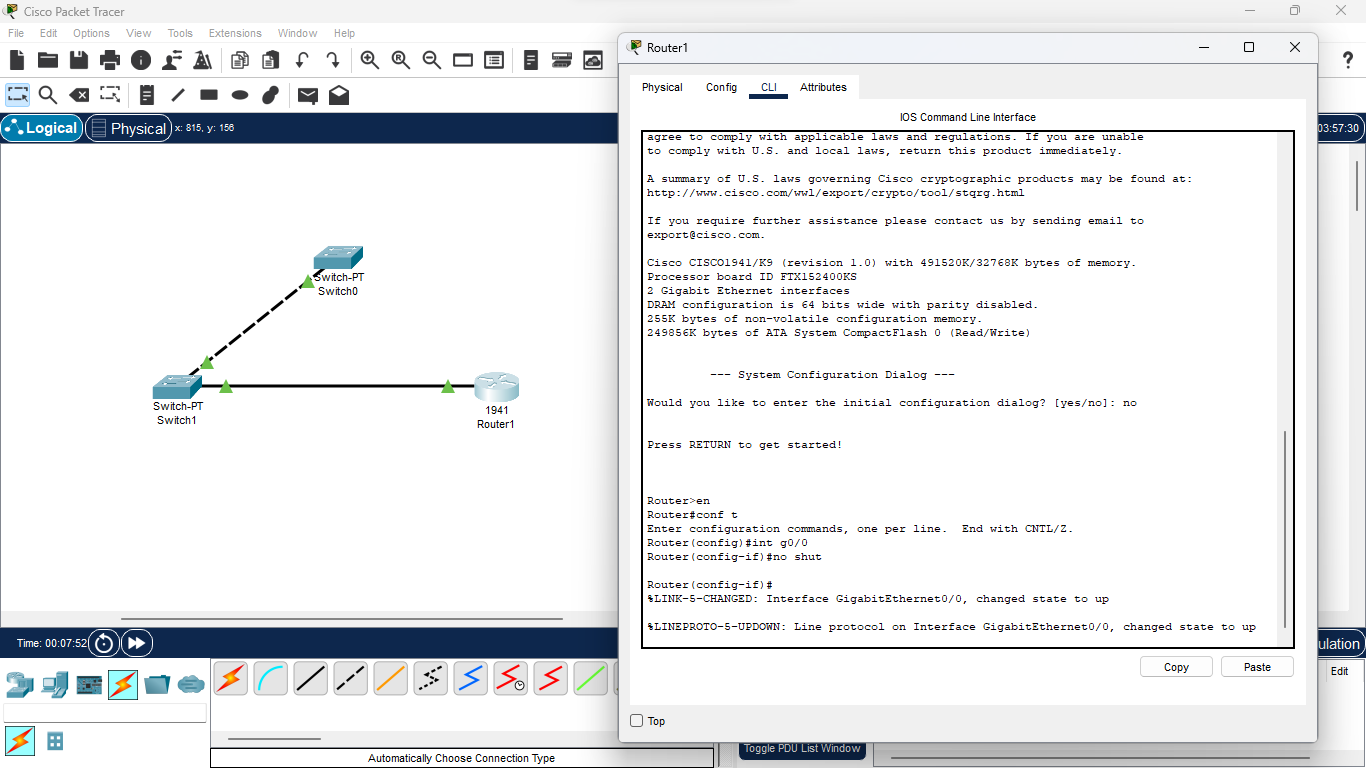 Cisco Packet Tracer
File Edit Options View Tools Extensions Window Help
Logical
Physical
x: 815, y: 156
03:57:30
Switch-PT
Switch0
Switch-PT
Switch1
1941
Router1
Router1
Physical Config CLI Attributes
IOS Command Line Interface
agree to comply with applicable laws and regulations. If you are unable
to comply with U.S. and local laws, return this product immediately.
A summary of U.S. laws governing Cisco cryptographic products may be found at:
http://www.cisco.com/wwl/export/crypto/tool/stqrg.html
If you require further assistance please contact us by sending email to
export@cisco.com.
Cisco CISCO1941/K9 (revision 1.0) with 491520K/32768K bytes of memory.
Processor board ID FTX152400KS
2 Gigabit Ethernet interfaces
DRAM configuration is 64 bits wide with parity disabled.
255K bytes of non-volatile configuration memory.
249856K bytes of ATA System CompactFlash 0 (Read/Write)
--- System Configuration Dialog ---
Would you like to enter the initial configuration dialog? [yes/no]: no
Press RETURN to get started!
Router>en
Router#conf t
Enter configuration commands, one per line.  End with CNTL/Z.
Router(config)#int g0/0
Router(config-if)#no shut
Router(config-if)#
%LINK-5-CHANGED: Interface GigabitEthernet0/0, changed state to up
%LINEPROTO-5-UPDOWN: Line protocol on Interface GigabitEthernet0/0, changed state to up
Copy
Paste
Top
Time: 00:07:52
ulation
Edit
Automatically Choose Connection Type
Toggle PDU List Window